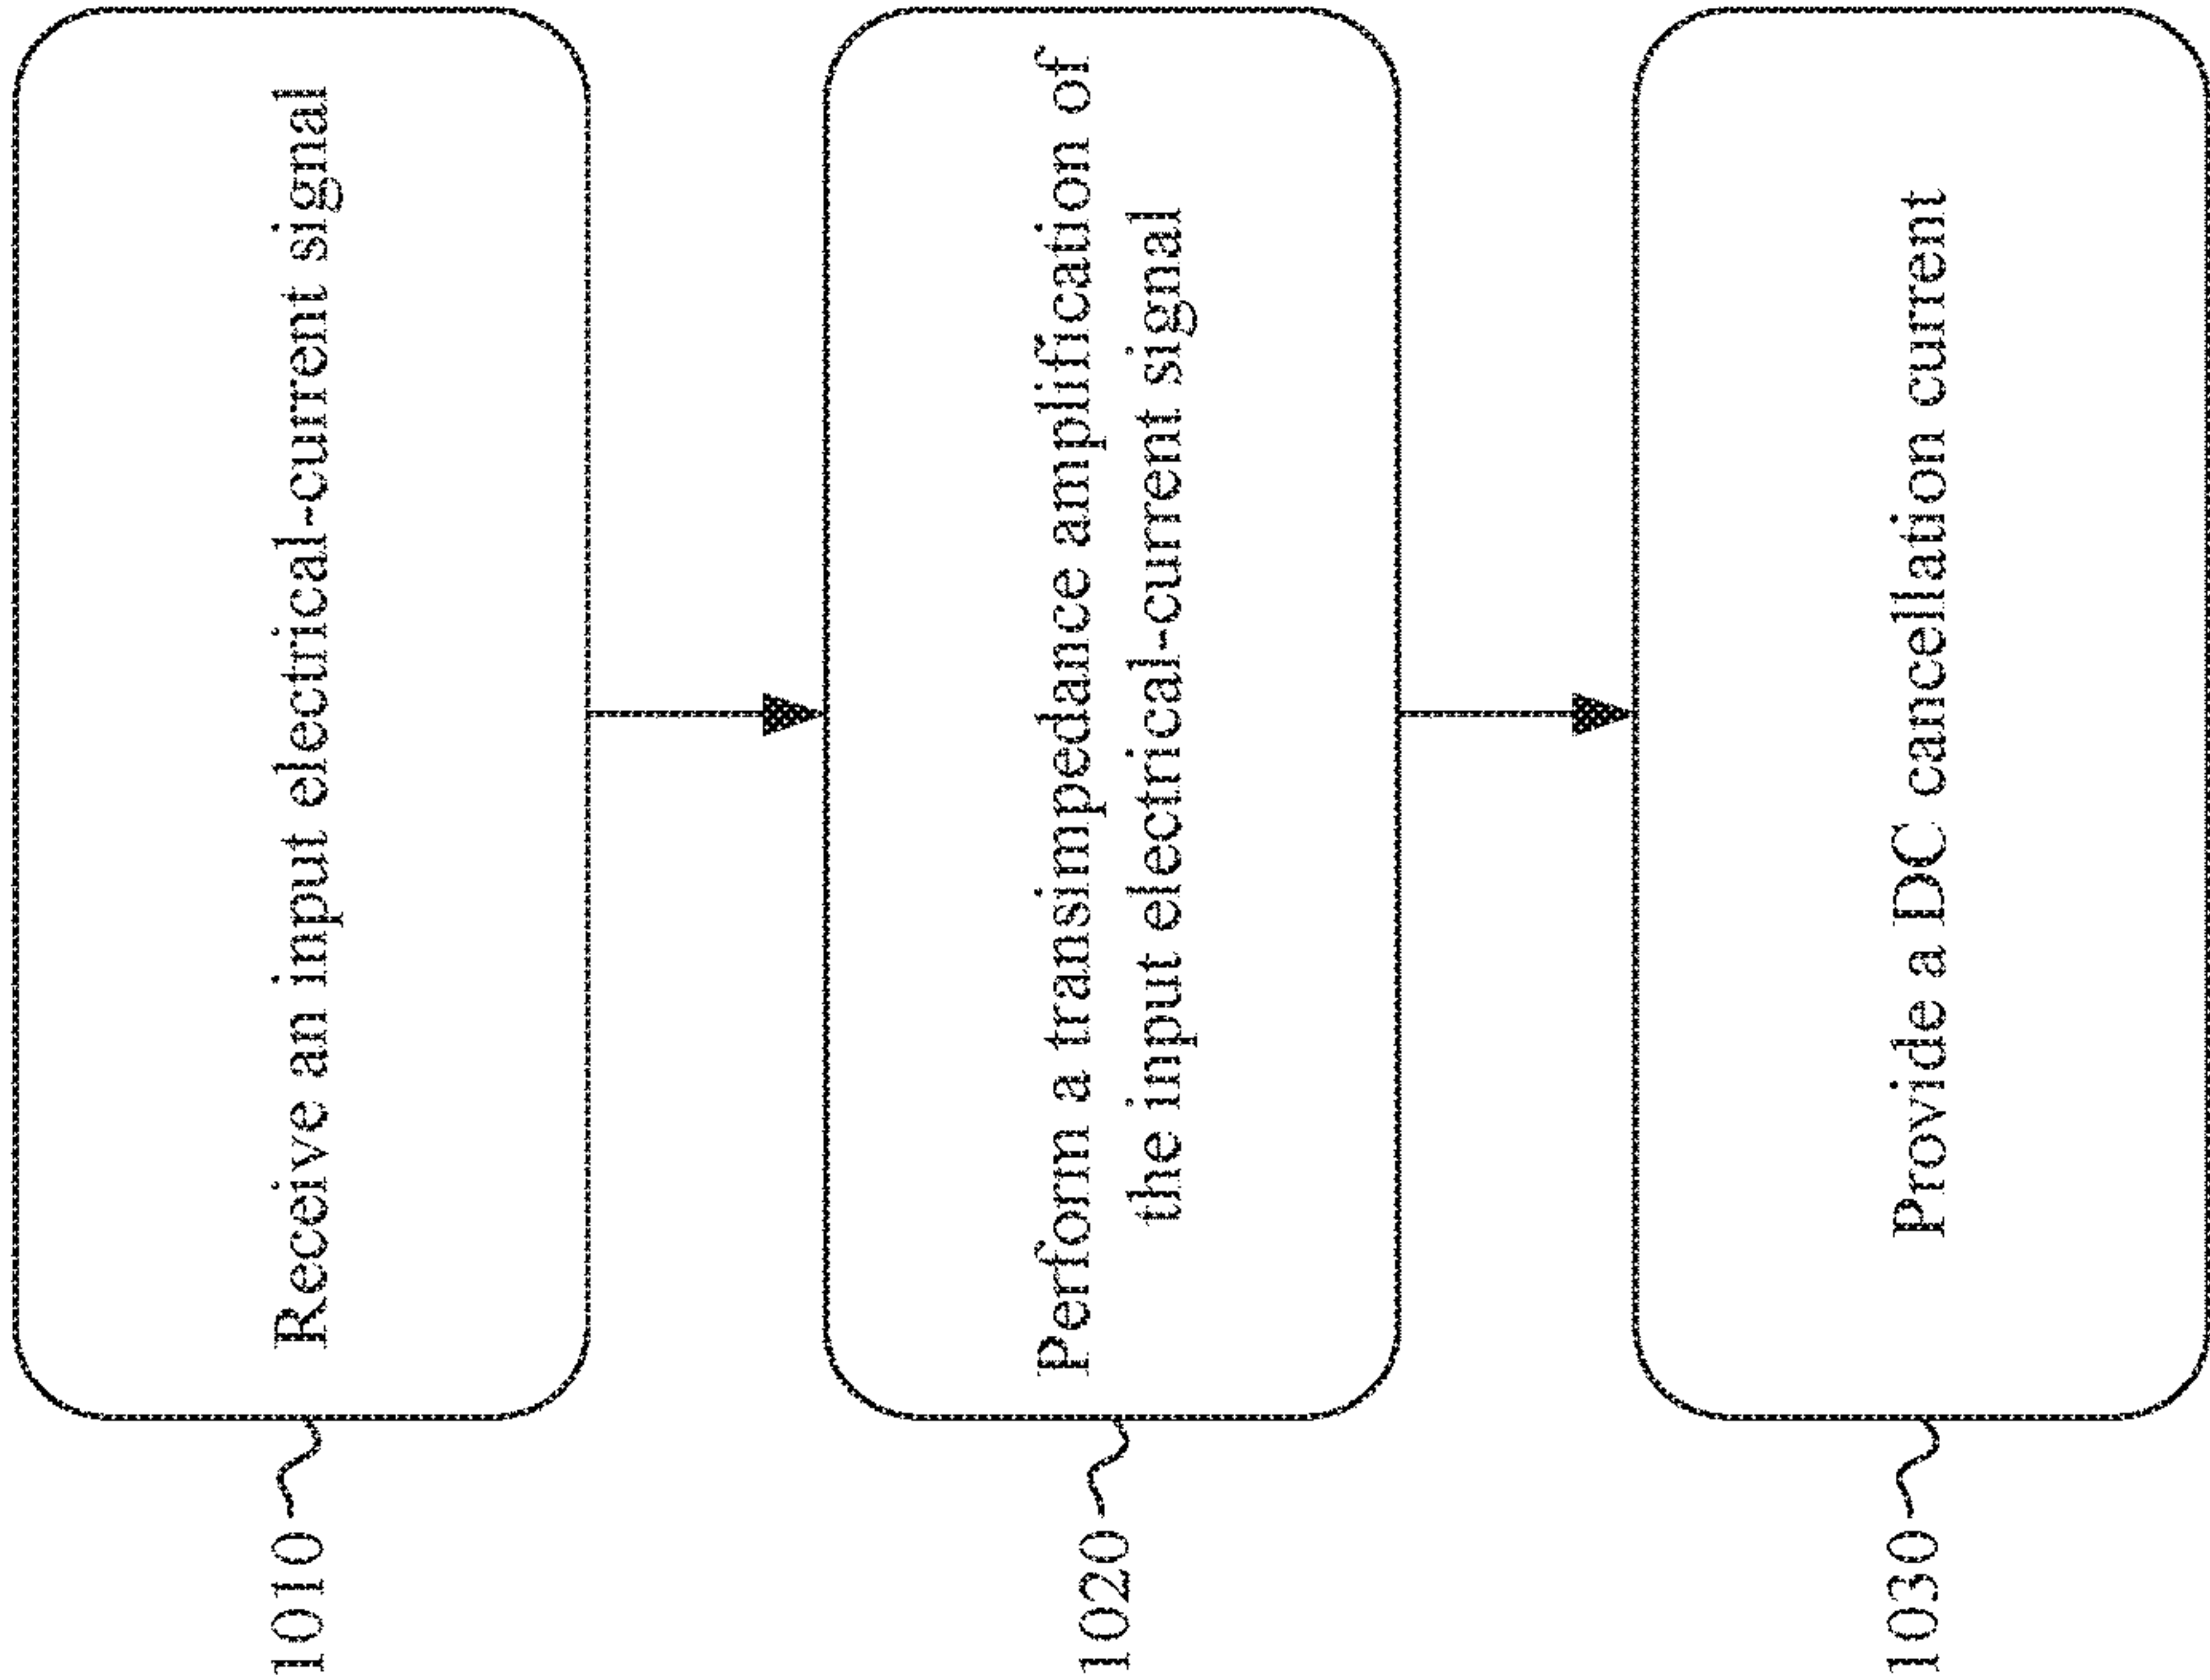 1010
Receive an input electrical-current signal
1020
Perform a transimpedance amplification of
the input electrical-current signal
1030
Provide a DC cancellation current